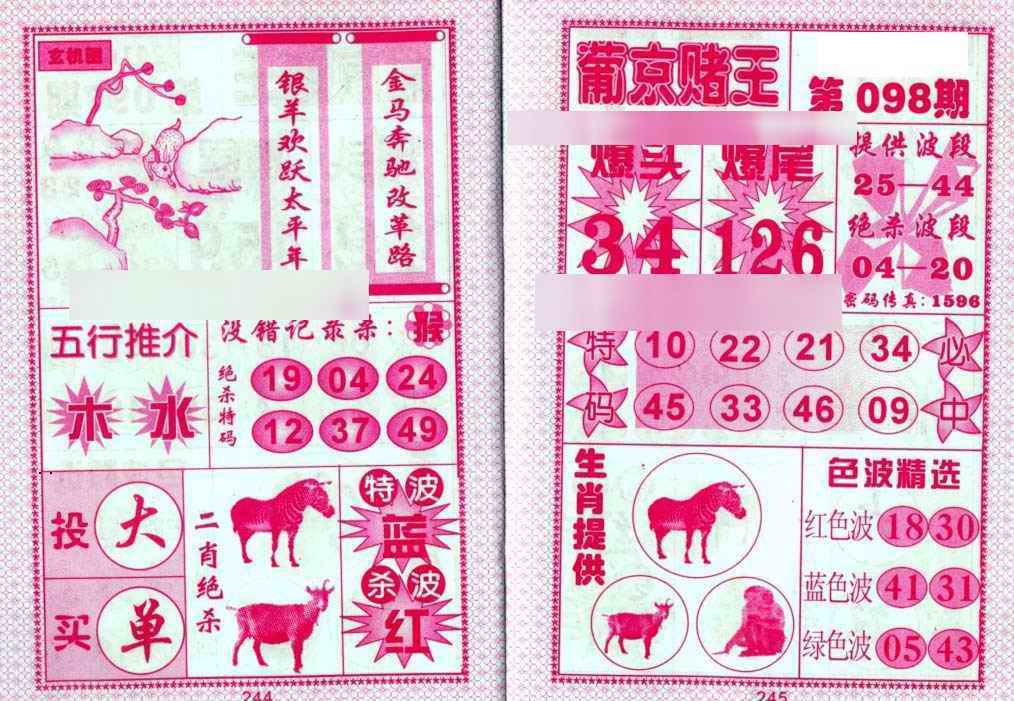 玄机图
金马奔驰改革路
银羊欢跃太平年
五行推介
木 水
没错记录杀：猴
绝杀特码
19 04 24
12 37 49
投 大
买 单
二肖绝杀
特波
蓝
杀波
红
244
葡京赌王
第098期
爆头
34
爆尾
126
提供波段
25—44
绝杀波段
04—20
密码传真：1596
特码
10 22 21 34
45 33 46 09
必中
生肖提供
色波精选
红色波 18 30
蓝色波 41 31
绿色波 05 43
245